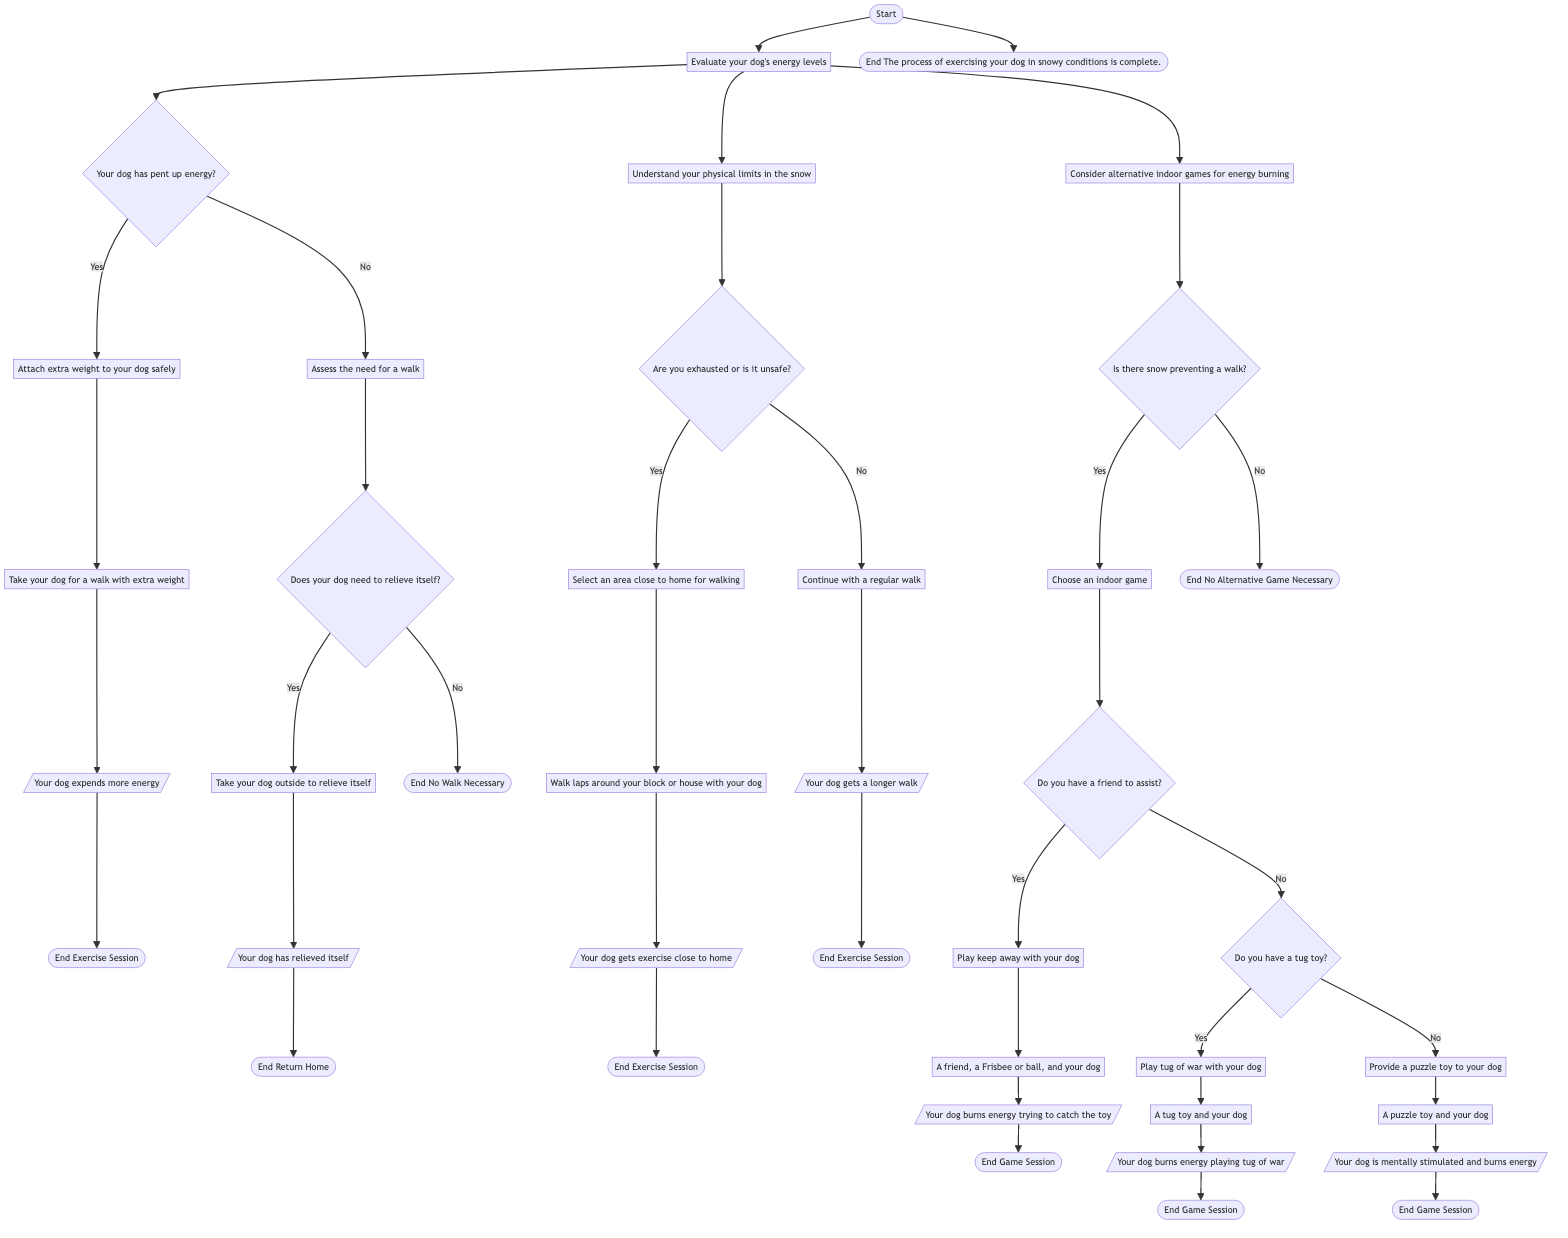 Start
Evaluate your dog's energy levels
End The process of exercising your dog in snowy conditions is complete.
Your dog has pent up energy?
Understand your physical limits in the snow
Consider alternative indoor games for energy burning
Yes
No
Attach extra weight to your dog safely
Assess the need for a walk
Are you exhausted or is it unsafe?
Is there snow preventing a walk?
Yes
No
Yes
No
Take your dog for a walk with extra weight
Does your dog need to relieve itself?
Select an area close to home for walking
Continue with a regular walk
Choose an indoor game
End No Alternative Game Necessary
Yes
No
Your dog expends more energy
Take your dog outside to relieve itself
End No Walk Necessary
Walk laps around your block or house with your dog
Your dog gets a longer walk
Do you have a friend to assist?
Yes
No
End Exercise Session
Your dog has relieved itself
Your dog gets exercise close to home
End Exercise Session
Play keep away with your dog
Do you have a tug toy?
Yes
No
End Return Home
End Exercise Session
A friend, a Frisbee or ball, and your dog
Play tug of war with your dog
Provide a puzzle toy to your dog
Your dog burns energy trying to catch the toy
A tug toy and your dog
A puzzle toy and your dog
End Game Session
Your dog burns energy playing tug of war
Your dog is mentally stimulated and burns energy
End Game Session
End Game Session